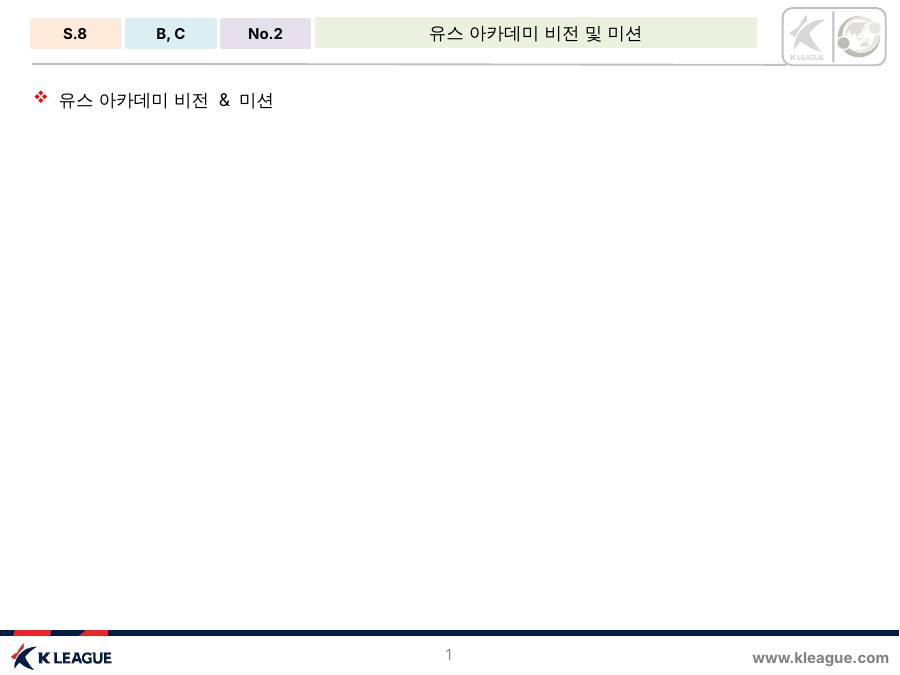 S.8
B, C
No.2
유스 아카데미 비전 및 미션
K LEAGUE
❖ 유스 아카데미 비전 & 미션
K LEAGUE
1
www.kleague.com